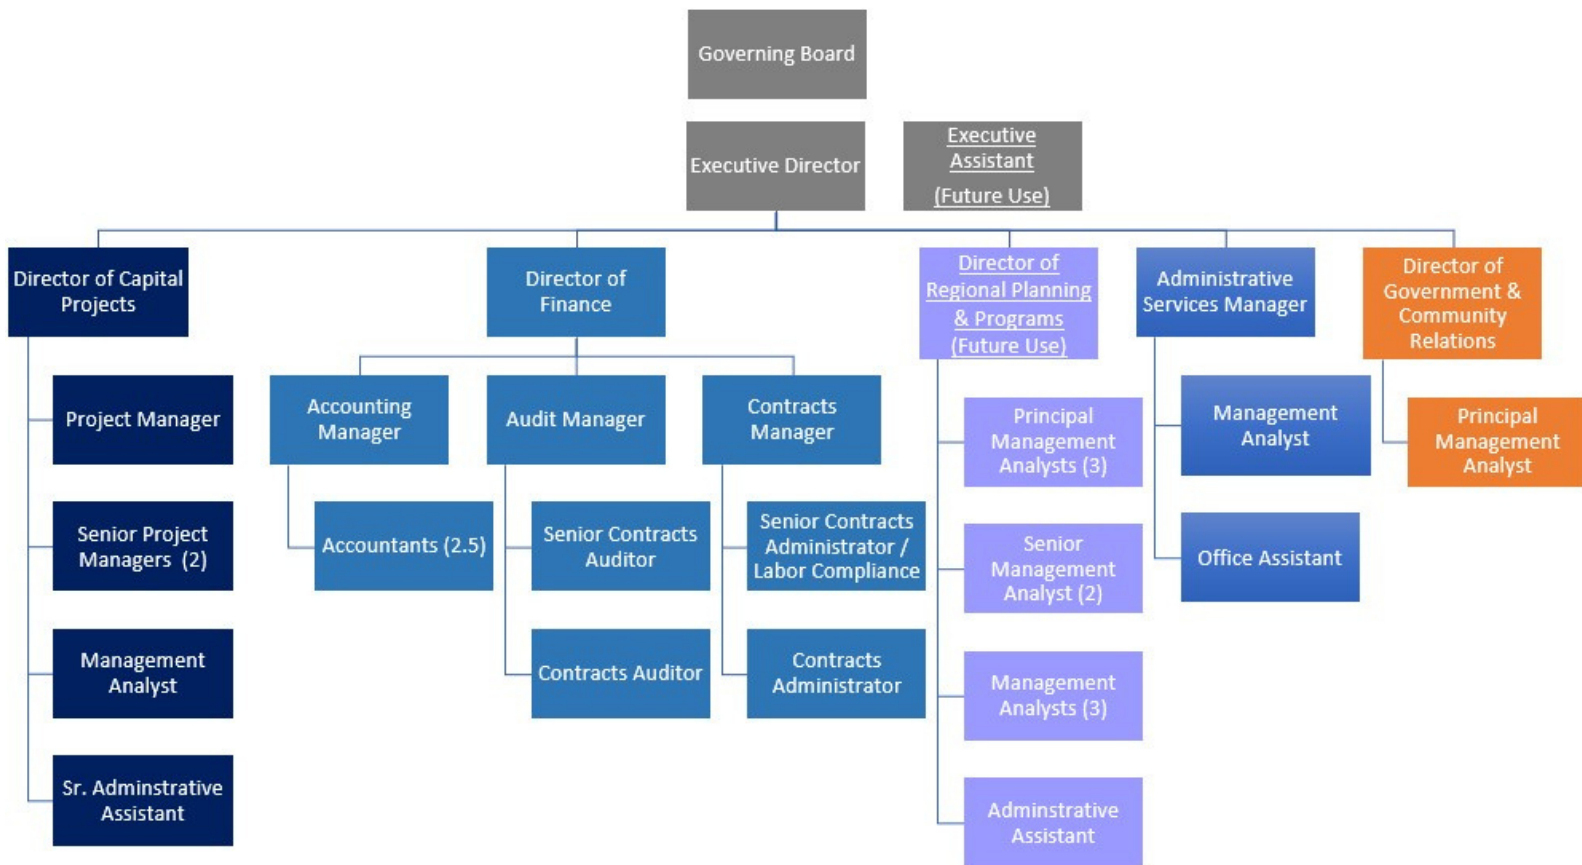 Governing Board
Executive Director
Executive
Assistant
(Future Use)
Director of Capital
Projects
Director of
Finance
Director of
Regional Planning
& Programs
(Future Use)
Administrative
Services Manager
Director of
Government &
Community
Relations
Project Manager
Senior Project
Managers (2)
Management
Analyst
Sr. Adminstrative
Assistant
Accounting
Manager
Accountants (2.5)
Audit Manager
Senior Contracts
Auditor
Contracts Auditor
Contracts
Manager
Senior Contracts
Administrator /
Labor Compliance
Contracts
Administrator
Principal
Management
Analysts (3)
Senior
Management
Analyst (2)
Management
Analysts (3)
Adminstrative
Assistant
Management
Analyst
Office Assistant
Principal
Management
Analyst